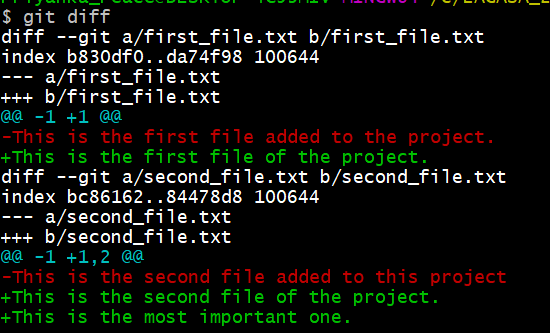 $ git diff
diff --git a/first_file.txt b/first_file.txt
index b830df0..da74f98 100644
--- a/first_file.txt
+++ b/first_file.txt
@@ -1 +1 @@
-This is the first file added to the project.
+This is the first file of the project.
diff --git a/second_file.txt b/second_file.txt
index bc86162..84478d8 100644
--- a/second_file.txt
+++ b/second_file.txt
@@ -1 +1,2 @@
-This is the second file added to this project
+This is the second file of the project.
+This is the most important one.